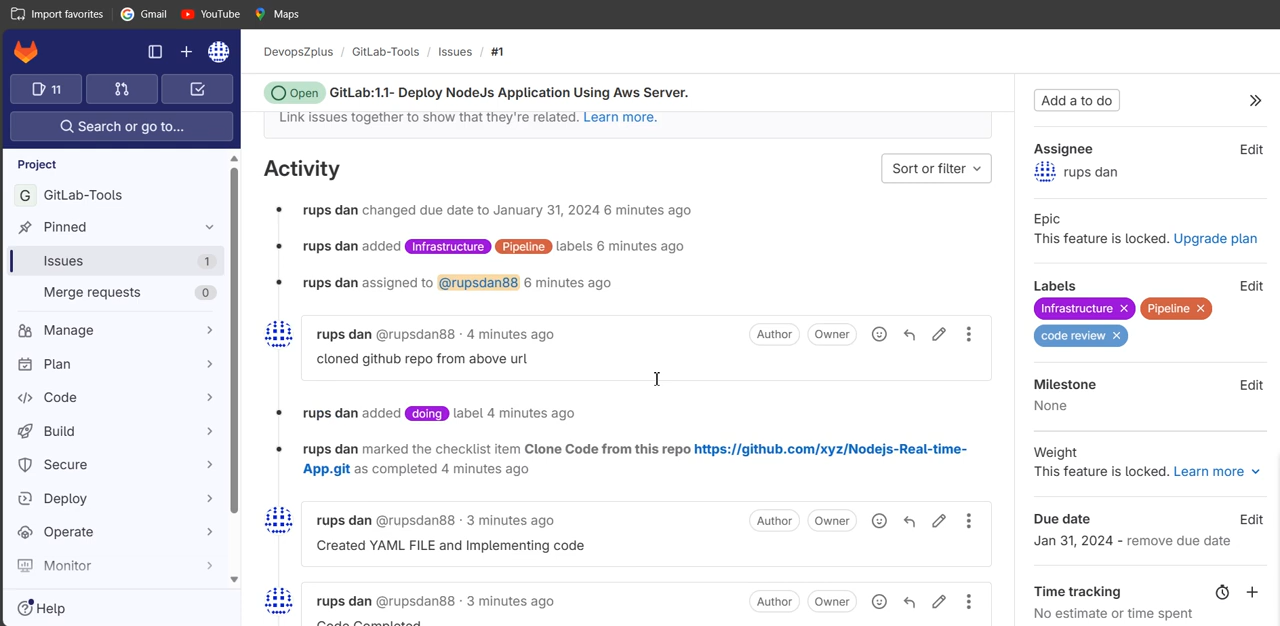 Import favorites Gmail YouTube Maps
DevopsZplus / GitLab-Tools / Issues / #1
11
Search or go to...
Project
G GitLab-Tools
Pinned
Issues 1
Merge requests 0
Manage
Plan
Code
Build
Secure
Deploy
Operate
Monitor
Help
Open GitLab:1.1- Deploy NodeJs Application Using Aws Server.
Link issues together to show that they're related. Learn more.
Activity
Sort or filter
rups dan changed due date to January 31, 2024 6 minutes ago
rups dan added Infrastructure Pipeline labels 6 minutes ago
rups dan assigned to @rupsdan88 6 minutes ago
rups dan @rupsdan88 · 4 minutes ago Author Owner
cloned github repo from above url
rups dan added doing label 4 minutes ago
rups dan marked the checklist item Clone Code from this repo https://github.com/xyz/Nodejs-Real-time-
App.git as completed 4 minutes ago
rups dan @rupsdan88 · 3 minutes ago Author Owner
Created YAML FILE and Implementing code
rups dan @rupsdan88 · 3 minutes ago Author Owner
Code Completed
Add a to do
Assignee Edit
rups dan
Epic
This feature is locked. Upgrade plan
Labels Edit
Infrastructure × Pipeline ×
code review ×
Milestone Edit
None
Weight
This feature is locked. Learn more
Due date Edit
Jan 31, 2024 - remove due date
Time tracking
No estimate or time spent